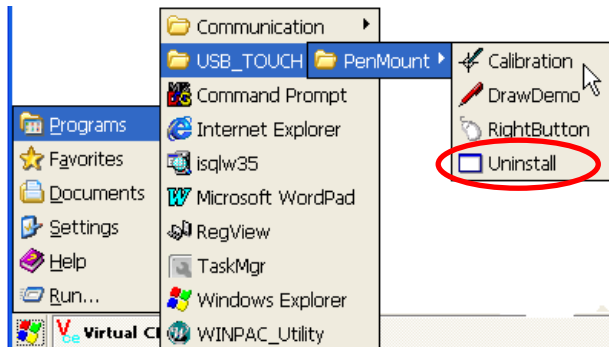 Communication
USB_TOUCH
PenMount
Calibration
Command Prompt
DrawDemo
Programs
Internet Explorer
RightButton
Favorites
isqlw35
Uninstall
Documents
Microsoft WordPad
Settings
RegView
Help
TaskMgr
Run...
Windows Explorer
Virtual
WINPAC_Utility